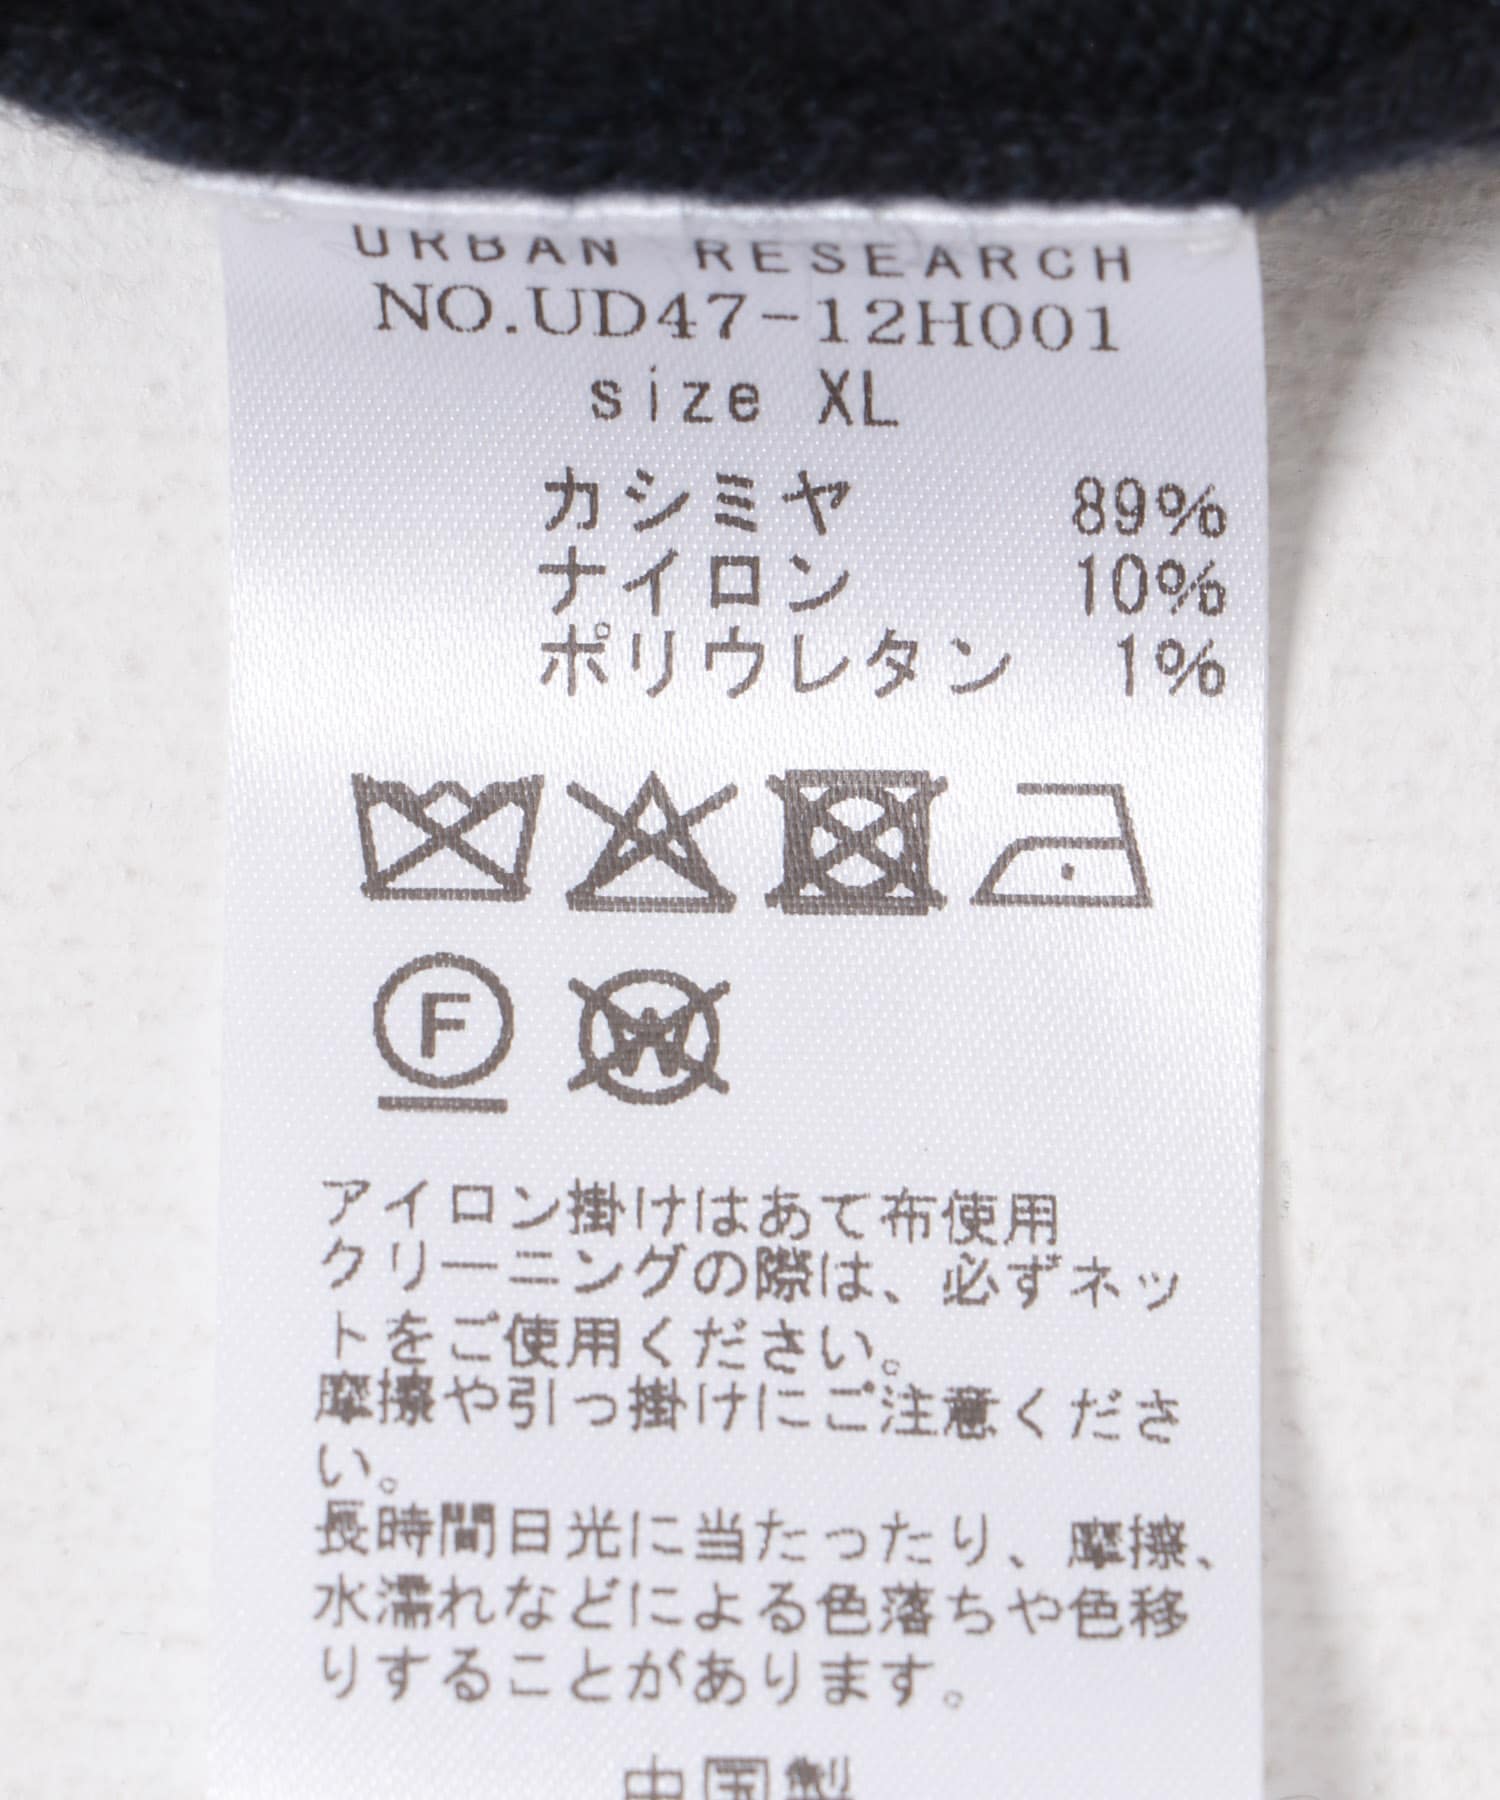 URBAN RESEARCH
NO.UD47-12H001
size XL
カシミヤ 89%
ナイロン 10%
ポリウレタン 1%
F
W
アイロン掛けはあて布使用
クリーニングの際は、必ずネッ
トをご使用ください。
摩擦や引っ掛けにご注意くださ
い。
長時間日光に当たったり、摩擦、
水濡れなどによる色落ちや色移
りすることがあります。
中国製